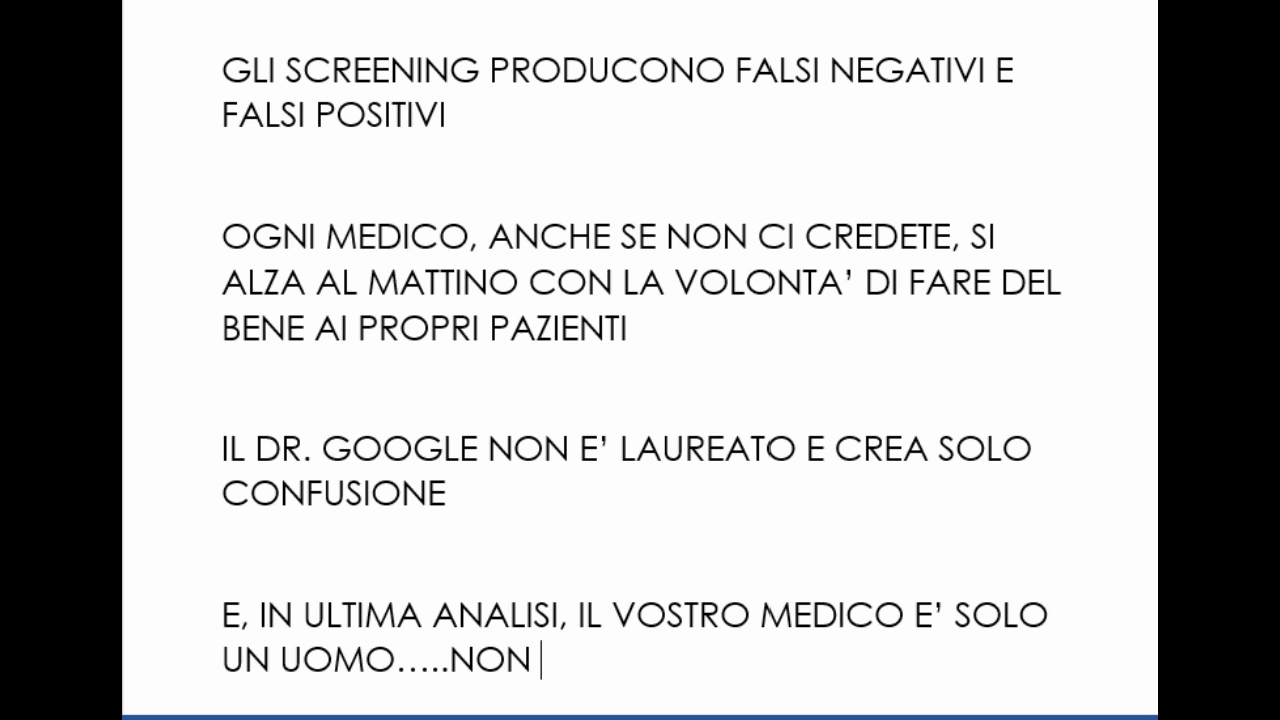 GLI SCREENING PRODUCONO FALSI NEGATIVI E
FALSI POSITIVI
OGNI MEDICO, ANCHE SE NON CI CREDETE, SI
ALZA AL MATTINO CON LA VOLONTA’ DI FARE DEL
BENE AI PROPRI PAZIENTI
IL DR. GOOGLE NON E’ LAUREATO E CREA SOLO
CONFUSIONE
E, IN ULTIMA ANALISI, IL VOSTRO MEDICO E’ SOLO
UN UOMO…..NON